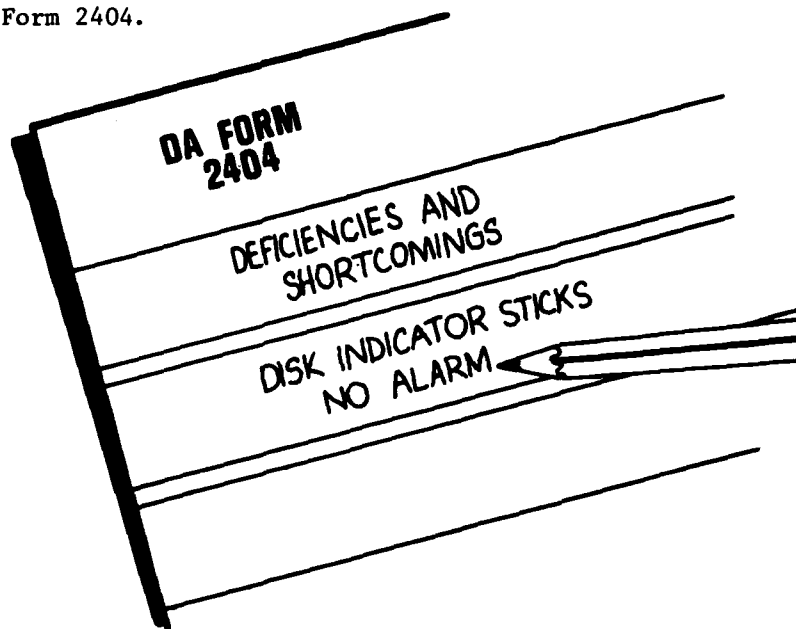 Form 2404.
DA FORM
2404
DEFICIENCIES AND
SHORTCOMINGS
DISK INDICATOR STICKS
NO ALARM